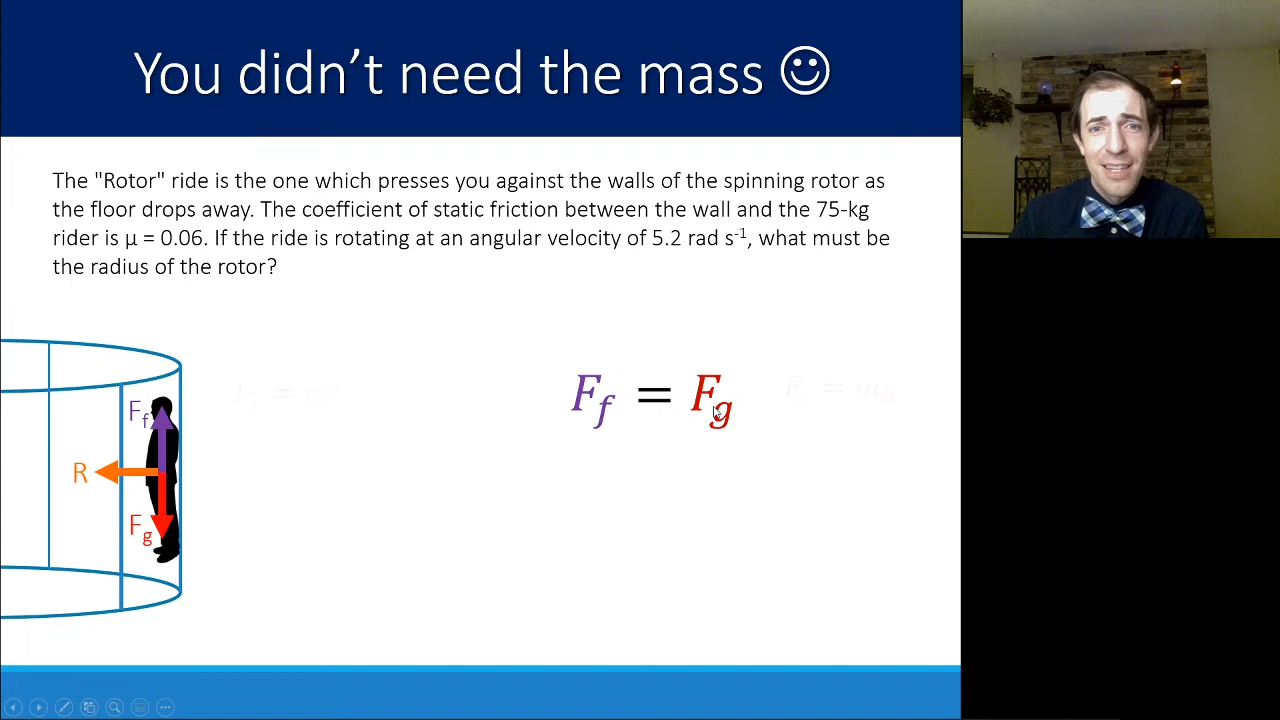 You didn’t need the mass ☺
The "Rotor" ride is the one which presses you against the walls of the spinning rotor as
the floor drops away. The coefficient of static friction between the wall and the 75-kg
rider is μ = 0.06. If the ride is rotating at an angular velocity of 5.2 rad s⁻¹, what must be
the radius of the rotor?
F_f = F_g
F_f
R
F_g